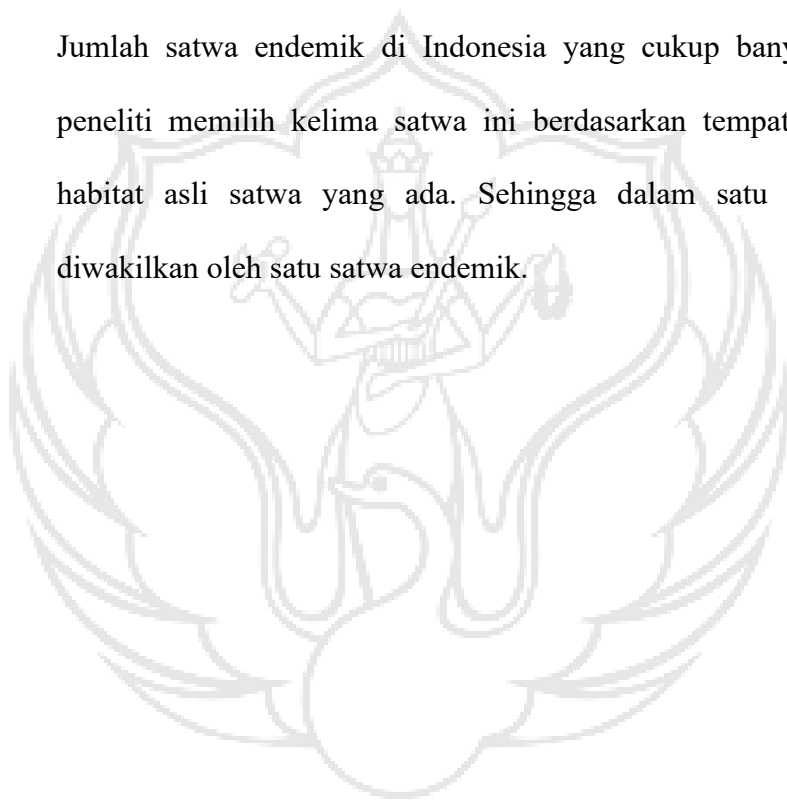 Jumlah satwa endemik di Indonesia yang cukup
peneliti memilih kelima satwa ini berdasarkan tempat
habitat asli satwa yang ada. Sehingga dalam satu
diwakilkan oleh satu satwa endemik.